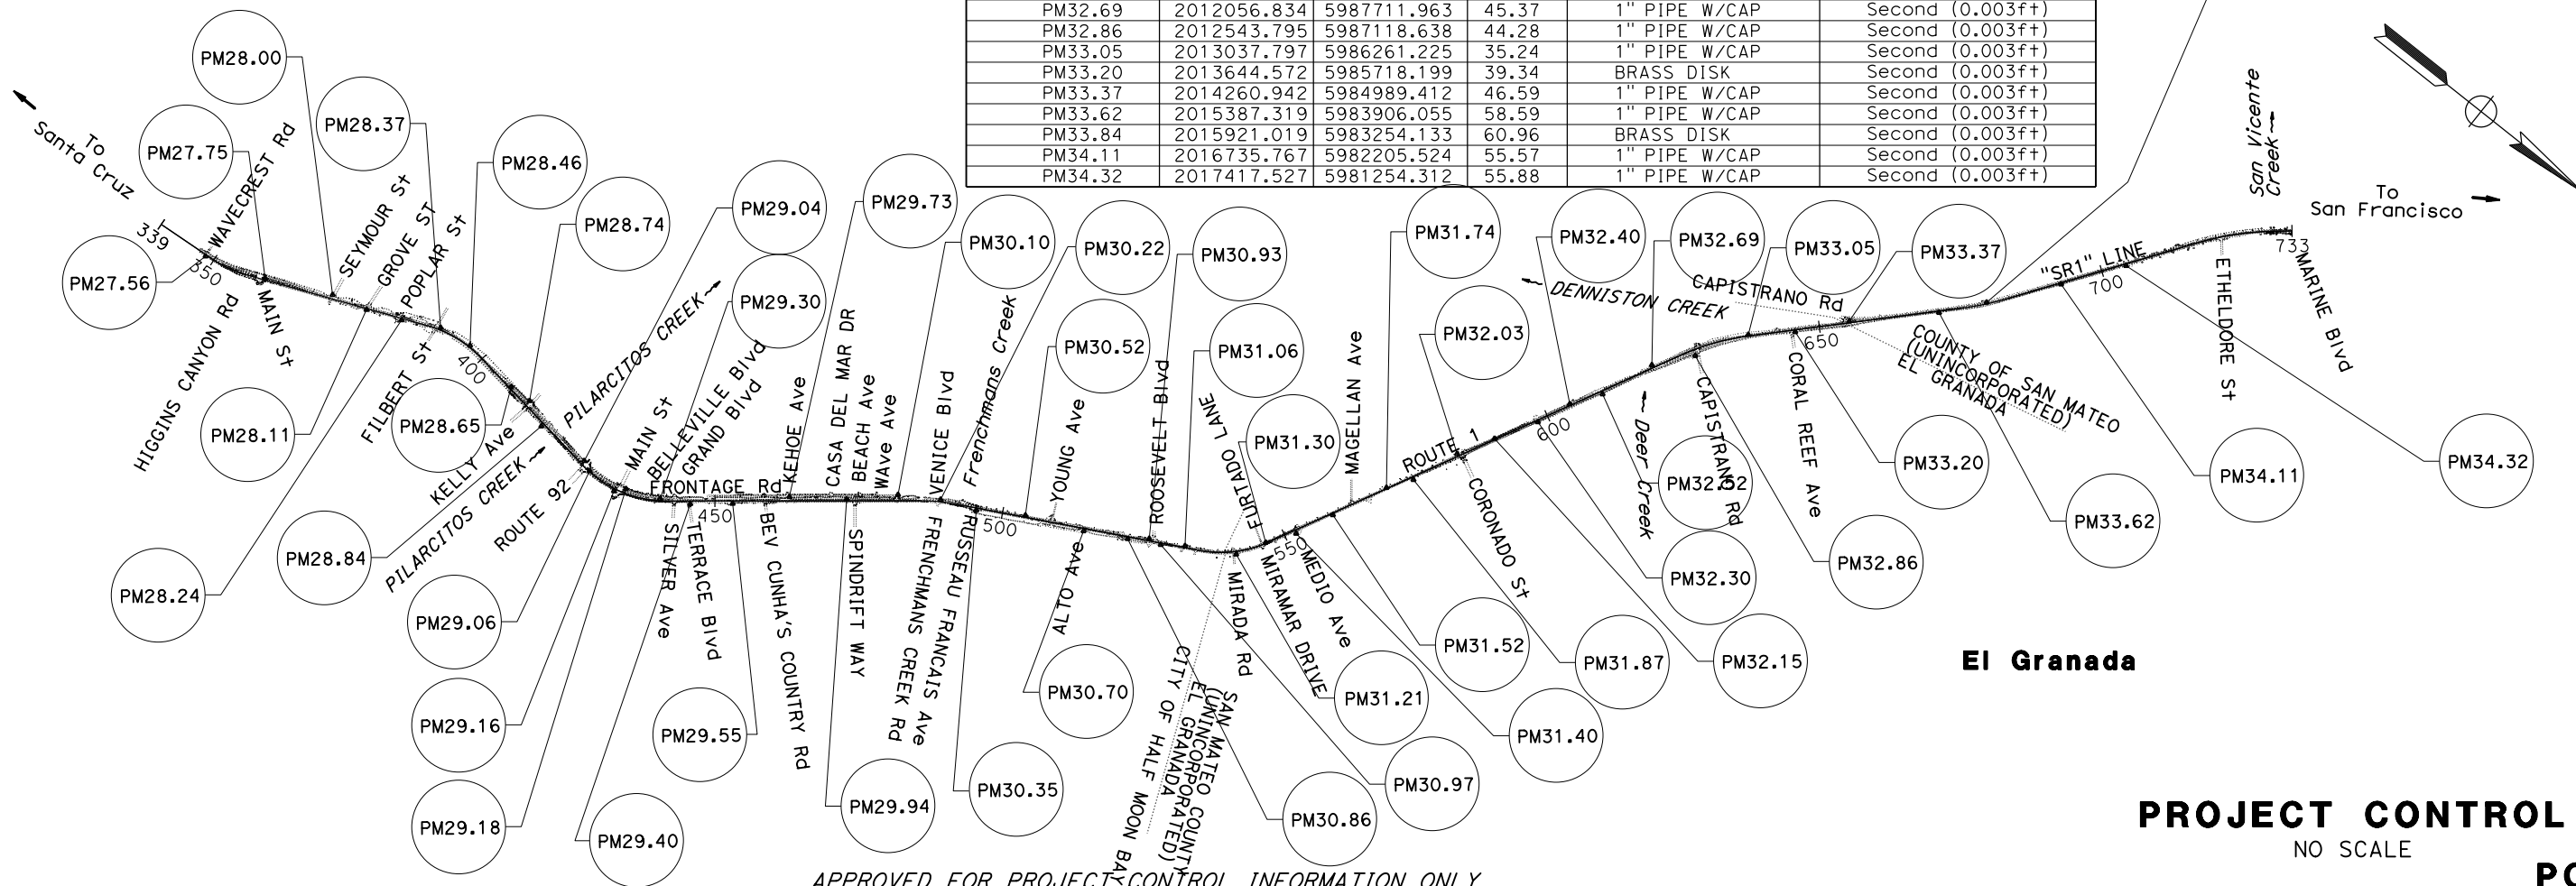 PM32.69 2012056.834 5987711.963 45.37 1" PIPE W/CAP Second (0.003ft)
PM32.86 2012543.795 5987118.638 44.28 1" PIPE W/CAP Second (0.003ft)
PM33.05 2013037.797 5986261.225 35.24 1" PIPE W/CAP Second (0.003ft)
PM33.20 2013644.572 5985718.199 39.34 BRASS DISK Second (0.003ft)
PM33.37 2014260.942 5984989.412 46.59 1" PIPE W/CAP Second (0.003ft)
PM33.62 2015387.319 5983906.055 58.59 1" PIPE W/CAP Second (0.003ft)
PM33.84 2015921.019 5983254.133 60.96 BRASS DISK Second (0.003ft)
PM34.11 2016735.767 5982205.524 55.57 1" PIPE W/CAP Second (0.003ft)
PM34.32 2017417.527 5981254.312 55.88 1" PIPE W/CAP Second (0.003ft)
To
Santa Cruz
PM28.00
PM28.37
PM27.75
PM28.46
PM28.74
PM29.04
PM29.73
PM30.10
PM30.22
PM30.93
PM31.74
PM32.40
PM32.69
PM33.05
PM33.37
San Vicente
Creek
To
San Francisco
PM27.56
339
350
WAVECREST Rd
SEYMOUR St
GROVE ST
POPLAR St
HIGGINS CANYON Rd
MAIN St
FILBERT St
400
PM28.11
PM28.65
PM28.24
PM28.84
KELLY Ave
PILARCITOS CREEK
PILARCITOS CREEK
ROUTE 92
PM29.30
MAIN St
BELLEVILLE Blvd
GRAND Blvd
FRONTAGE Rd
450
KEHOE Ave
CASA DEL MAR DR
BEACH Ave
Wave Ave
VENICE Blvd
Frenchmans Creek
PM30.52
YOUNG Ave
PM31.06
ROOSEVELT Blvd
FURTADO LANE
PM31.30
MAGELLAN Ave
PM32.03
ROUTE 1
DENNISTON CREEK
CAPISTRANO Rd
"SR1" LINE
700
733
MARINE Blvd
ETHELDORE St
COUNTY OF SAN MATEO
(UNINCORPORATED)
EL GRANADA
650
CORAL REEF Ave
CAPISTRANO Rd
Deer Creek
600
PM32.52
PM33.20
PM33.62
PM34.11
PM34.32
PM32.86
PM32.30
PM32.15
CORONADO St
PM31.87
PM31.52
PM31.40
PM31.21
550
MEDIO Ave
MIRAMAR DRIVE
MIRADA Rd
500
ALTO Ave
PM30.70
RUSSEAU FRANCAIS Ave
FRENCHMANS CREEK Rd
PM30.35
SPINDRIFT WAY
BEV CUNHA'S COUNTRY Rd
TERRACE Blvd
SILVER Ave
PM29.06
PM29.16
PM29.18
PM29.40
PM29.55
PM29.94
PM30.86
PM30.97
SAN MATEO COUNTY
(UNINCORPORATED)
EL GRANADA
CITY OF HALF MOON BAY
El Granada
PROJECT CONTROL
NO SCALE
APPROVED FOR PROJECT CONTROL INFORMATION ONLY